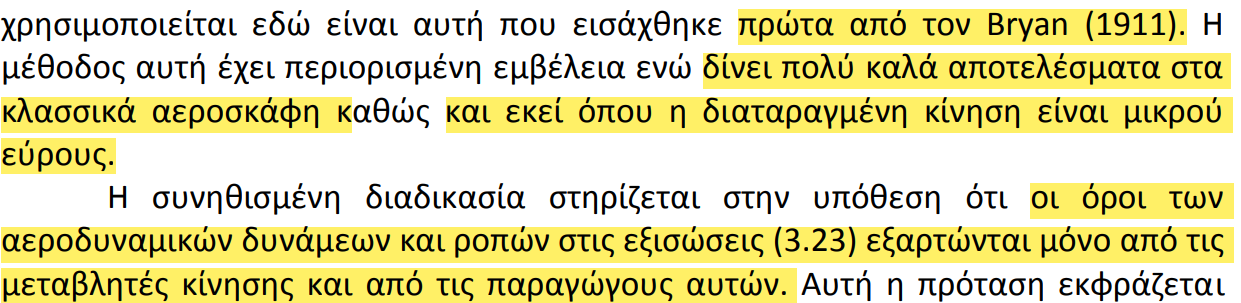 χρησιμοποιείται εδώ είναι αυτή που εισάχθηκε πρώτα από τον Bryan (1911). Η
μέθοδος αυτή έχει περιορισμένη εμβέλεια ενώ δίνει πολύ καλά αποτελέσματα στα
κλασσικά αεροσκάφη καθώς και εκεί όπου η διαταραγμένη κίνηση είναι μικρού
εύρους.
Η συνηθισμένη διαδικασία στηρίζεται στην υπόθεση ότι οι όροι των
αεροδυναμικών δυνάμεων και ροπών στις εξισώσεις (3.23) εξαρτώνται μόνο από τις
μεταβλητές κίνησης και από τις παραγώγους αυτών. Αυτή η πρόταση εκφράζεται